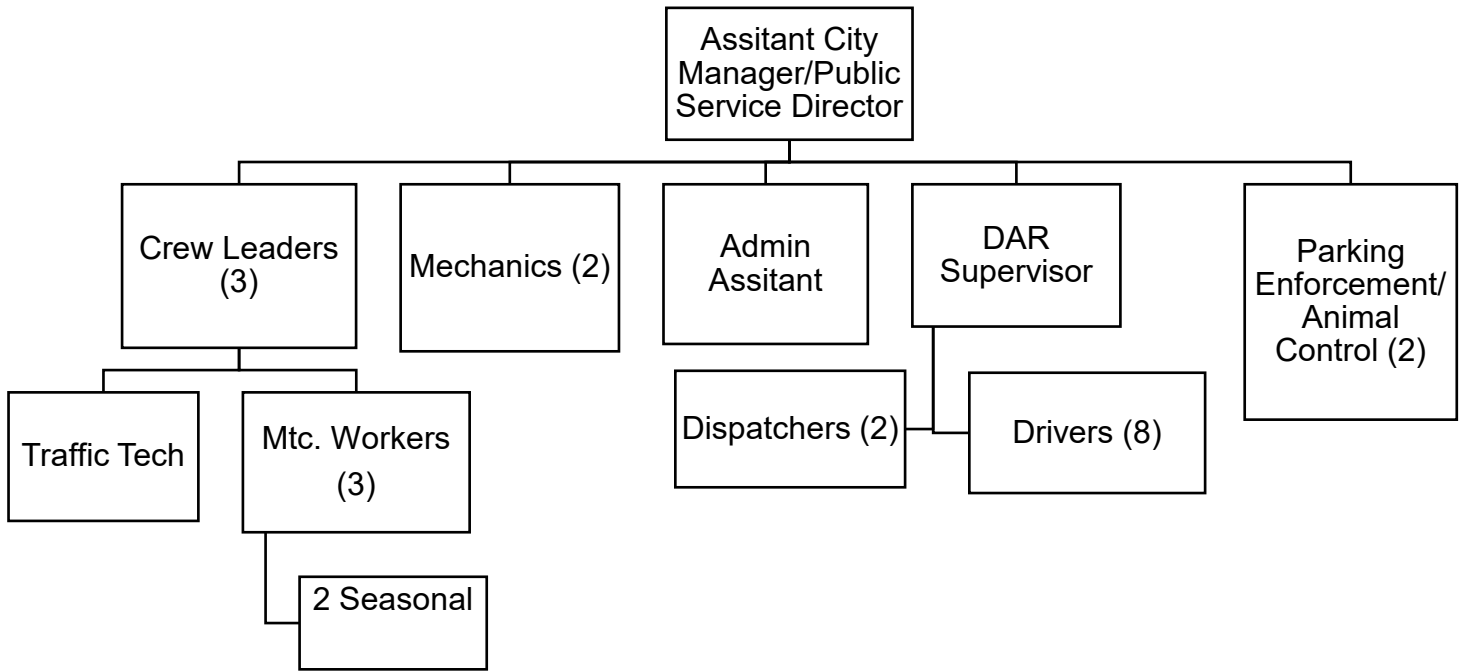 Assitant City
Manager/Public
Service Director
Crew Leaders
(3)
Mechanics (2)
Admin
Assitant
DAR
Supervisor
Parking
Enforcement/
Animal
Control (2)
Traffic Tech
Mtc. Workers
(3)
Dispatchers (2)
Drivers (8)
2 Seasonal